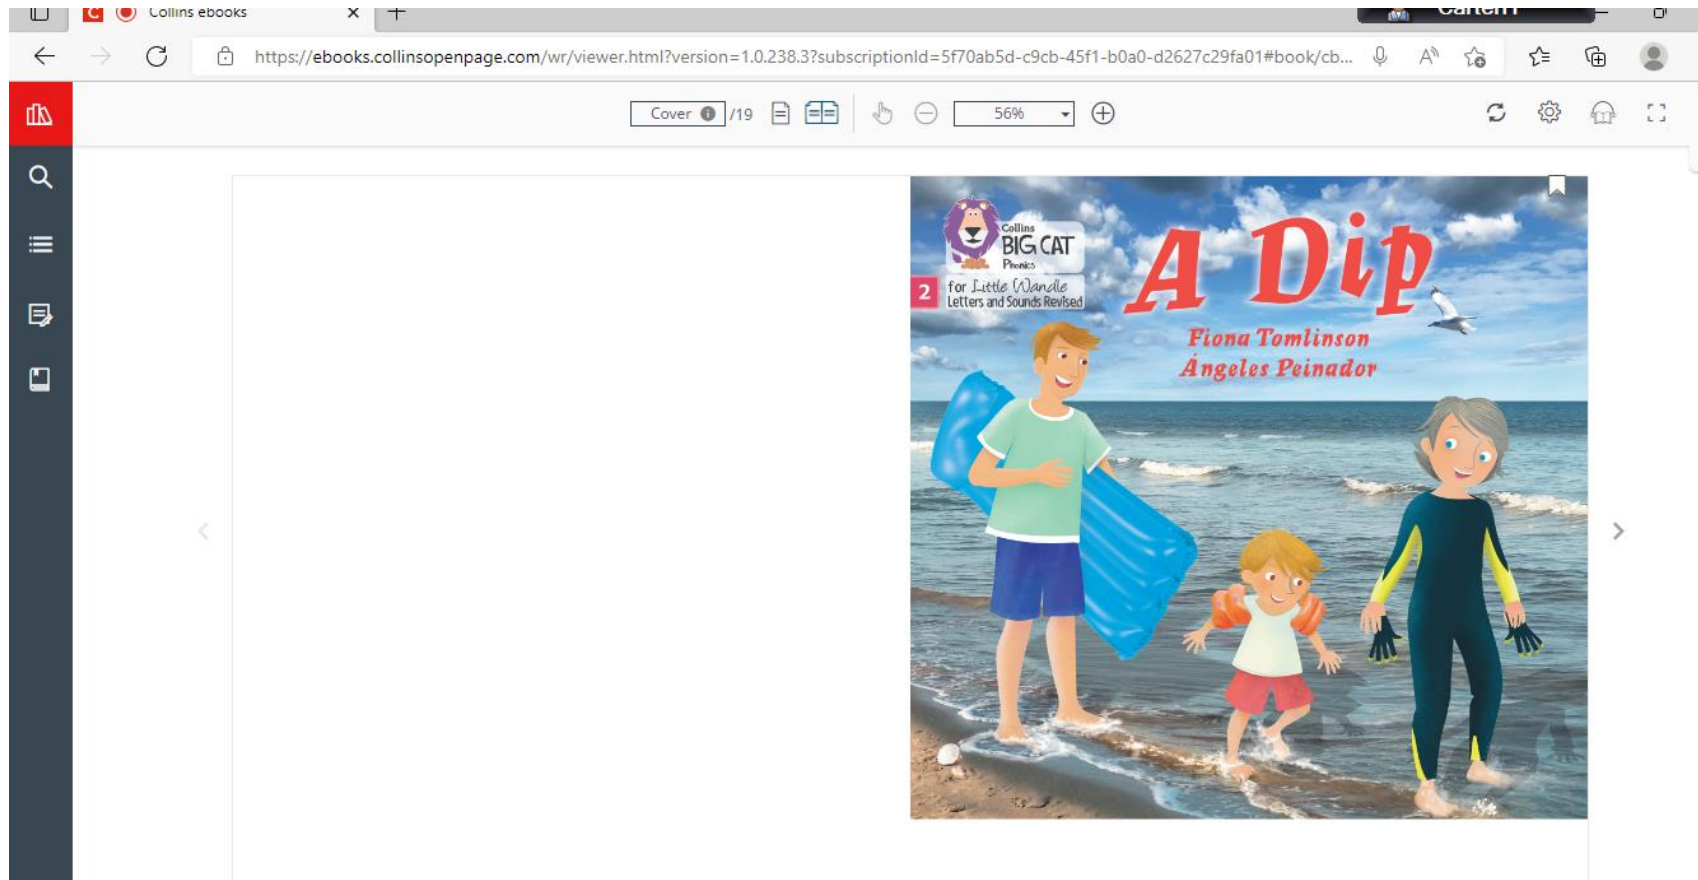 Collins ebooks
https://ebooks.collinsopenpage.com/wr/viewer.html?version=1.0.238.3?subscriptionId=5f70ab5d-c9cb-45f1-b0a0-d2627c29fa01#book/cb...
Cover /19 56%
Collins
BIG CAT
Phonics
2 for Little Wandle
Letters and Sounds Revised
A Dip
Fiona Tomlinson
Ángeles Peinador